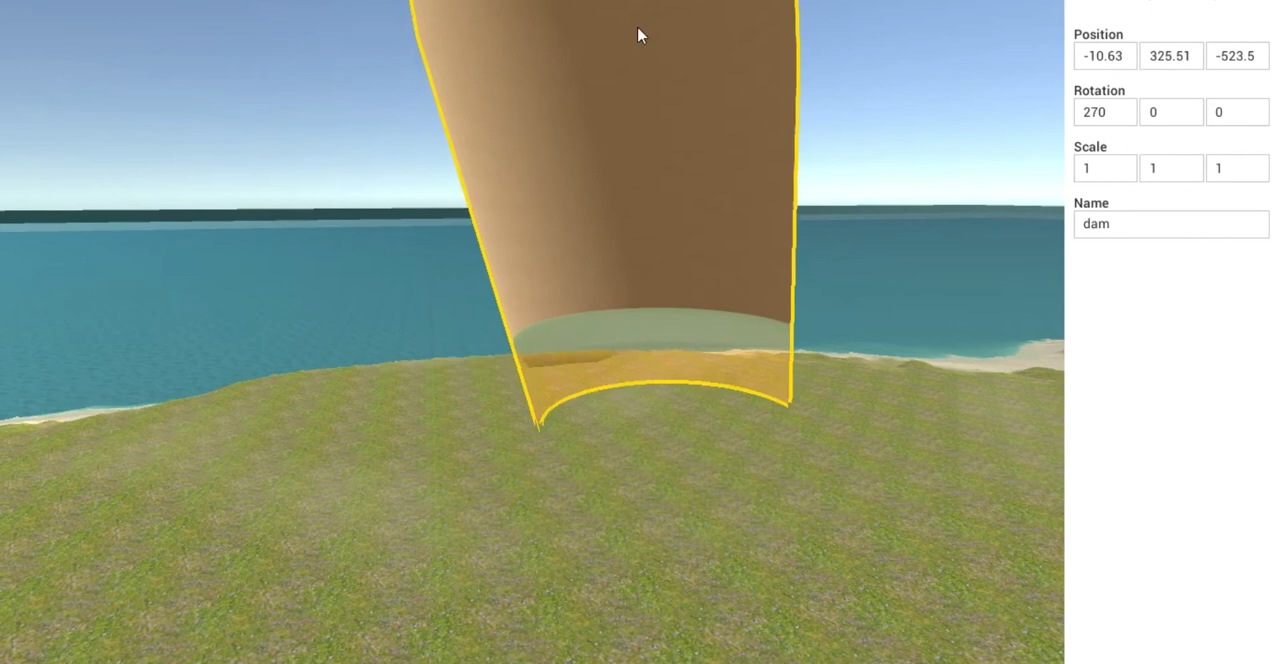 Position
-10.63 325.51 -523.5
Rotation
270 0 0
Scale
1 1 1
Name
dam